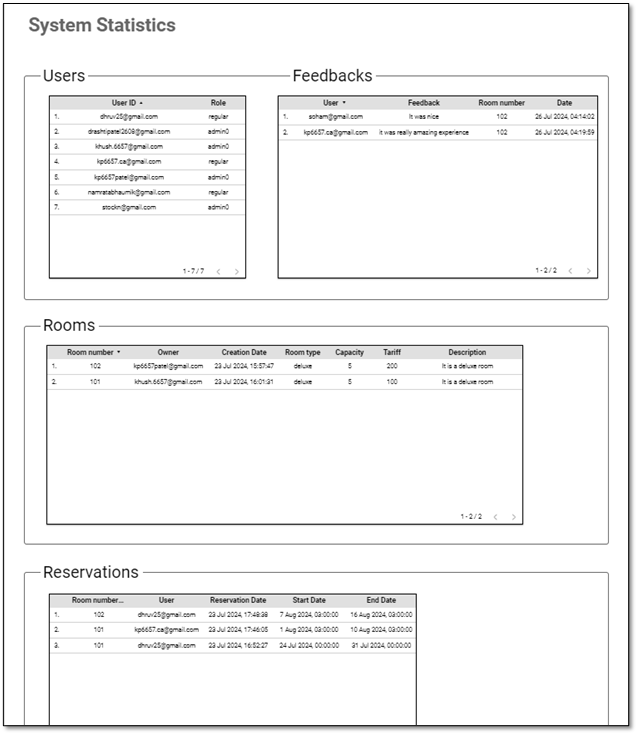 System Statistics
Users
User ID Role
1. dhruv25@gmail.com regular
2. drashtipatel2608@gmail.com admin0
3. khush.6657@gmail.com admin0
4. kp6657.ca@gmail.com regular
5. kp6657patel@gmail.com admin0
6. namratabhaumik@gmail.com regular
7. stockn@gmail.com admin0
1 - 7 / 7
Feedbacks
User Feedback Room number Date
1. soham@gmail.com It was nice 102 26 Jul 2024, 04:14:02
2. kp6657.ca@gmail.com It was really amazing experience 102 26 Jul 2024, 04:19:59
1 - 2 / 2
Rooms
Room number Owner Creation Date Room type Capacity Tariff Description
1. 102 kp6657patel@gmail.com 23 Jul 2024, 15:57:47 deluxe 5 200 It is a deluxe room
2. 101 khush.6657@gmail.com 23 Jul 2024, 16:01:31 deluxe 5 100 It is a deluxe room
1 - 2 / 2
Reservations
Room number... User Reservation Date Start Date End Date
1. 102 dhruv25@gmail.com 23 Jul 2024, 17:48:38 7 Aug 2024, 03:00:00 16 Aug 2024, 03:00:00
2. 101 kp6657.ca@gmail.com 23 Jul 2024, 17:46:05 1 Aug 2024, 03:00:00 10 Aug 2024, 03:00:00
3. 101 dhruv25@gmail.com 23 Jul 2024, 16:52:27 24 Jul 2024, 00:00:00 31 Jul 2024, 00:00:00